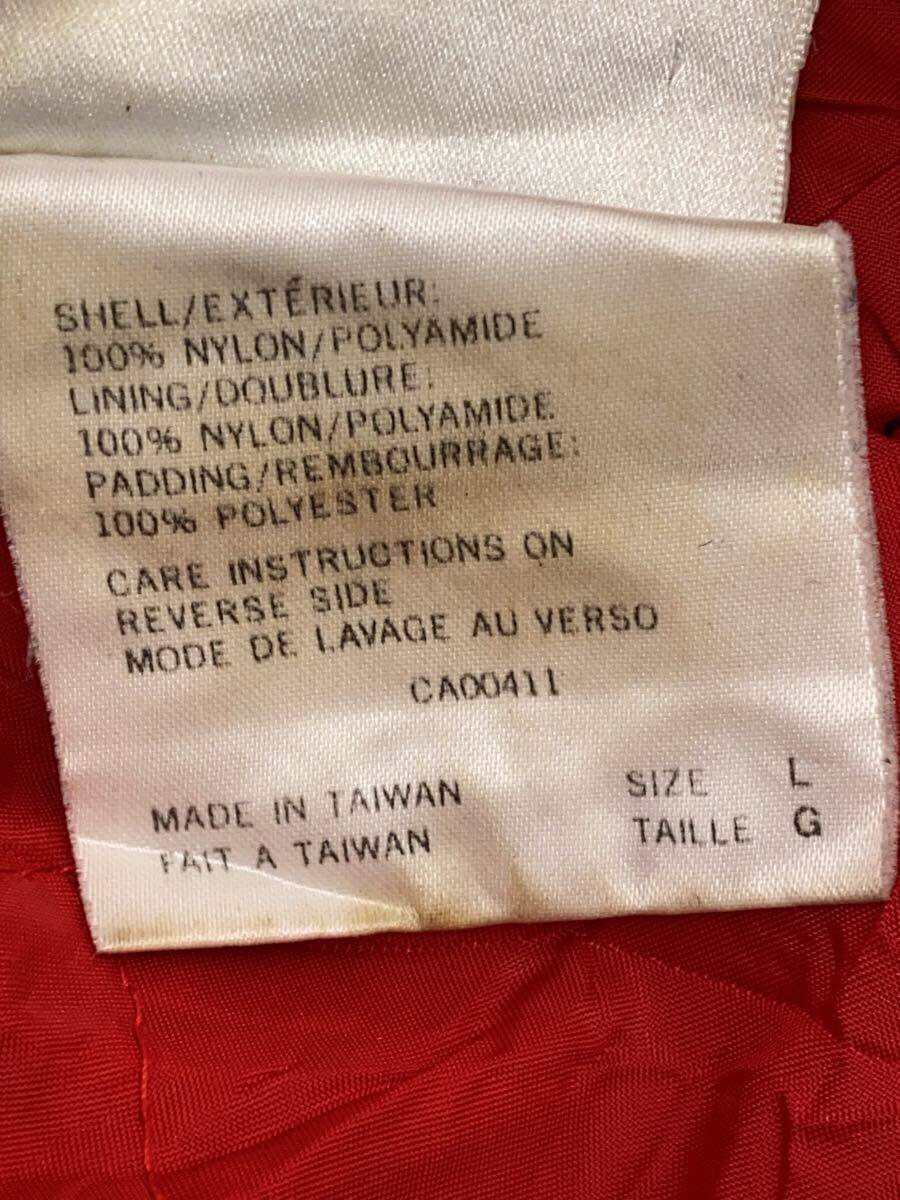 SHELL/EXTÉRIEUR:
100% NYLON/POLYAMIDE
LINING/DOUBLURE:
100% NYLON/POLYAMIDE
PADDING/REMBOURRAGE:
100% POLYESTER
CARE INSTRUCTIONS ON
REVERSE SIDE
MODE DE LAVAGE AU VERSO
CA00411
MADE IN TAIWAN
FAIT A TAIWAN
SIZE L
TAILLE G